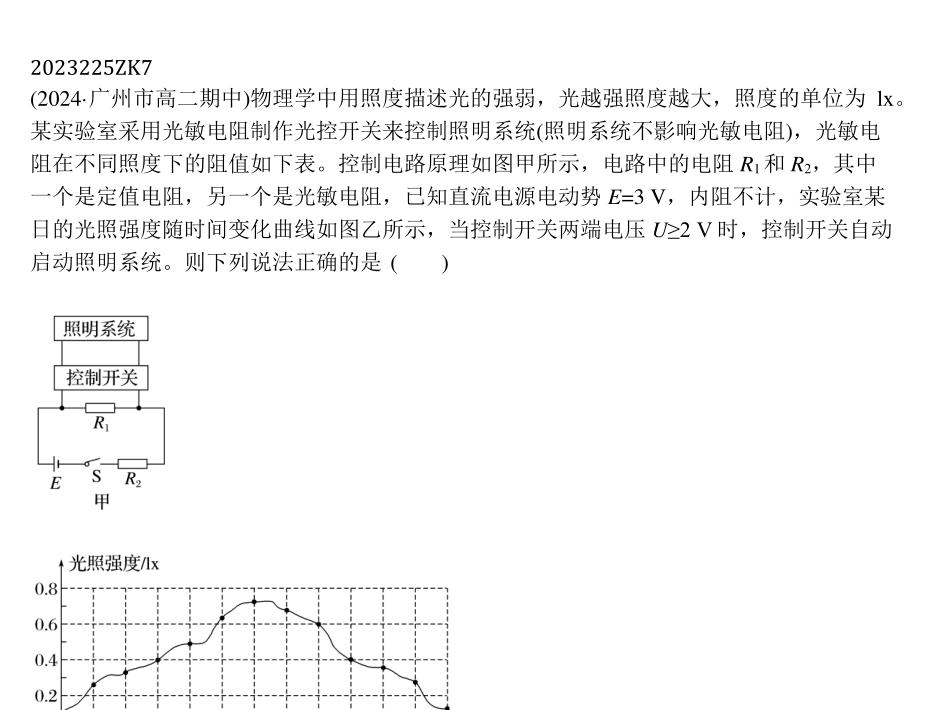 2023225ZK7
(2024·广州市高二期中)物理学中用照度描述光的强弱，光越强照度越大，照度的单位为 lx。
某实验室采用光敏电阻制作光控开关来控制照明系统(照明系统不影响光敏电阻)，光敏电
阻在不同照度下的阻值如下表。控制电路原理如图甲所示，电路中的电阻 R₁和 R₂，其中
一个是定值电阻，另一个是光敏电阻，已知直流电源电动势 E=3 V，内阻不计，实验室某
日的光照强度随时间变化曲线如图乙所示，当控制开关两端电压 U≥2 V 时，控制开关自动
启动照明系统。则下列说法正确的是 (　　)
照明系统
控制开关
R₁
E
S
R₂
甲
光照强度/lx
0.8
0.6
0.4
0.2